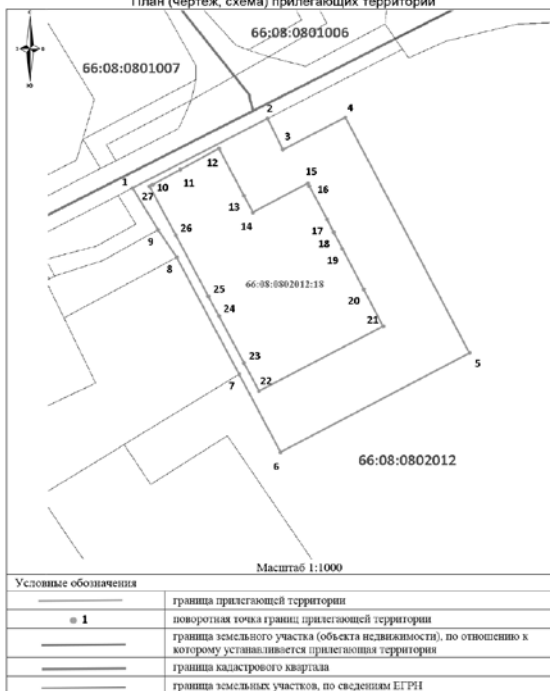 План (чертеж, схема) прилегающих территорий
С
Ю
66:08:0801006
66:08:0801007
2
4
3
12
1
10
11
15
27
16
13
14
17
9
26
18
8
19
66:08:0802012:18
25
20
24
21
23
5
7
22
6
66:08:0802012
Масштаб 1:1000
Условные обозначения
граница прилегающей территории
1
поворотная точка границ прилегающей территории
граница земельного участка (объекта недвижимости), по отношению к
которому устанавливается прилегающая территория
граница кадастрового квартала
граница земельных участков, по сведениям ЕГРН